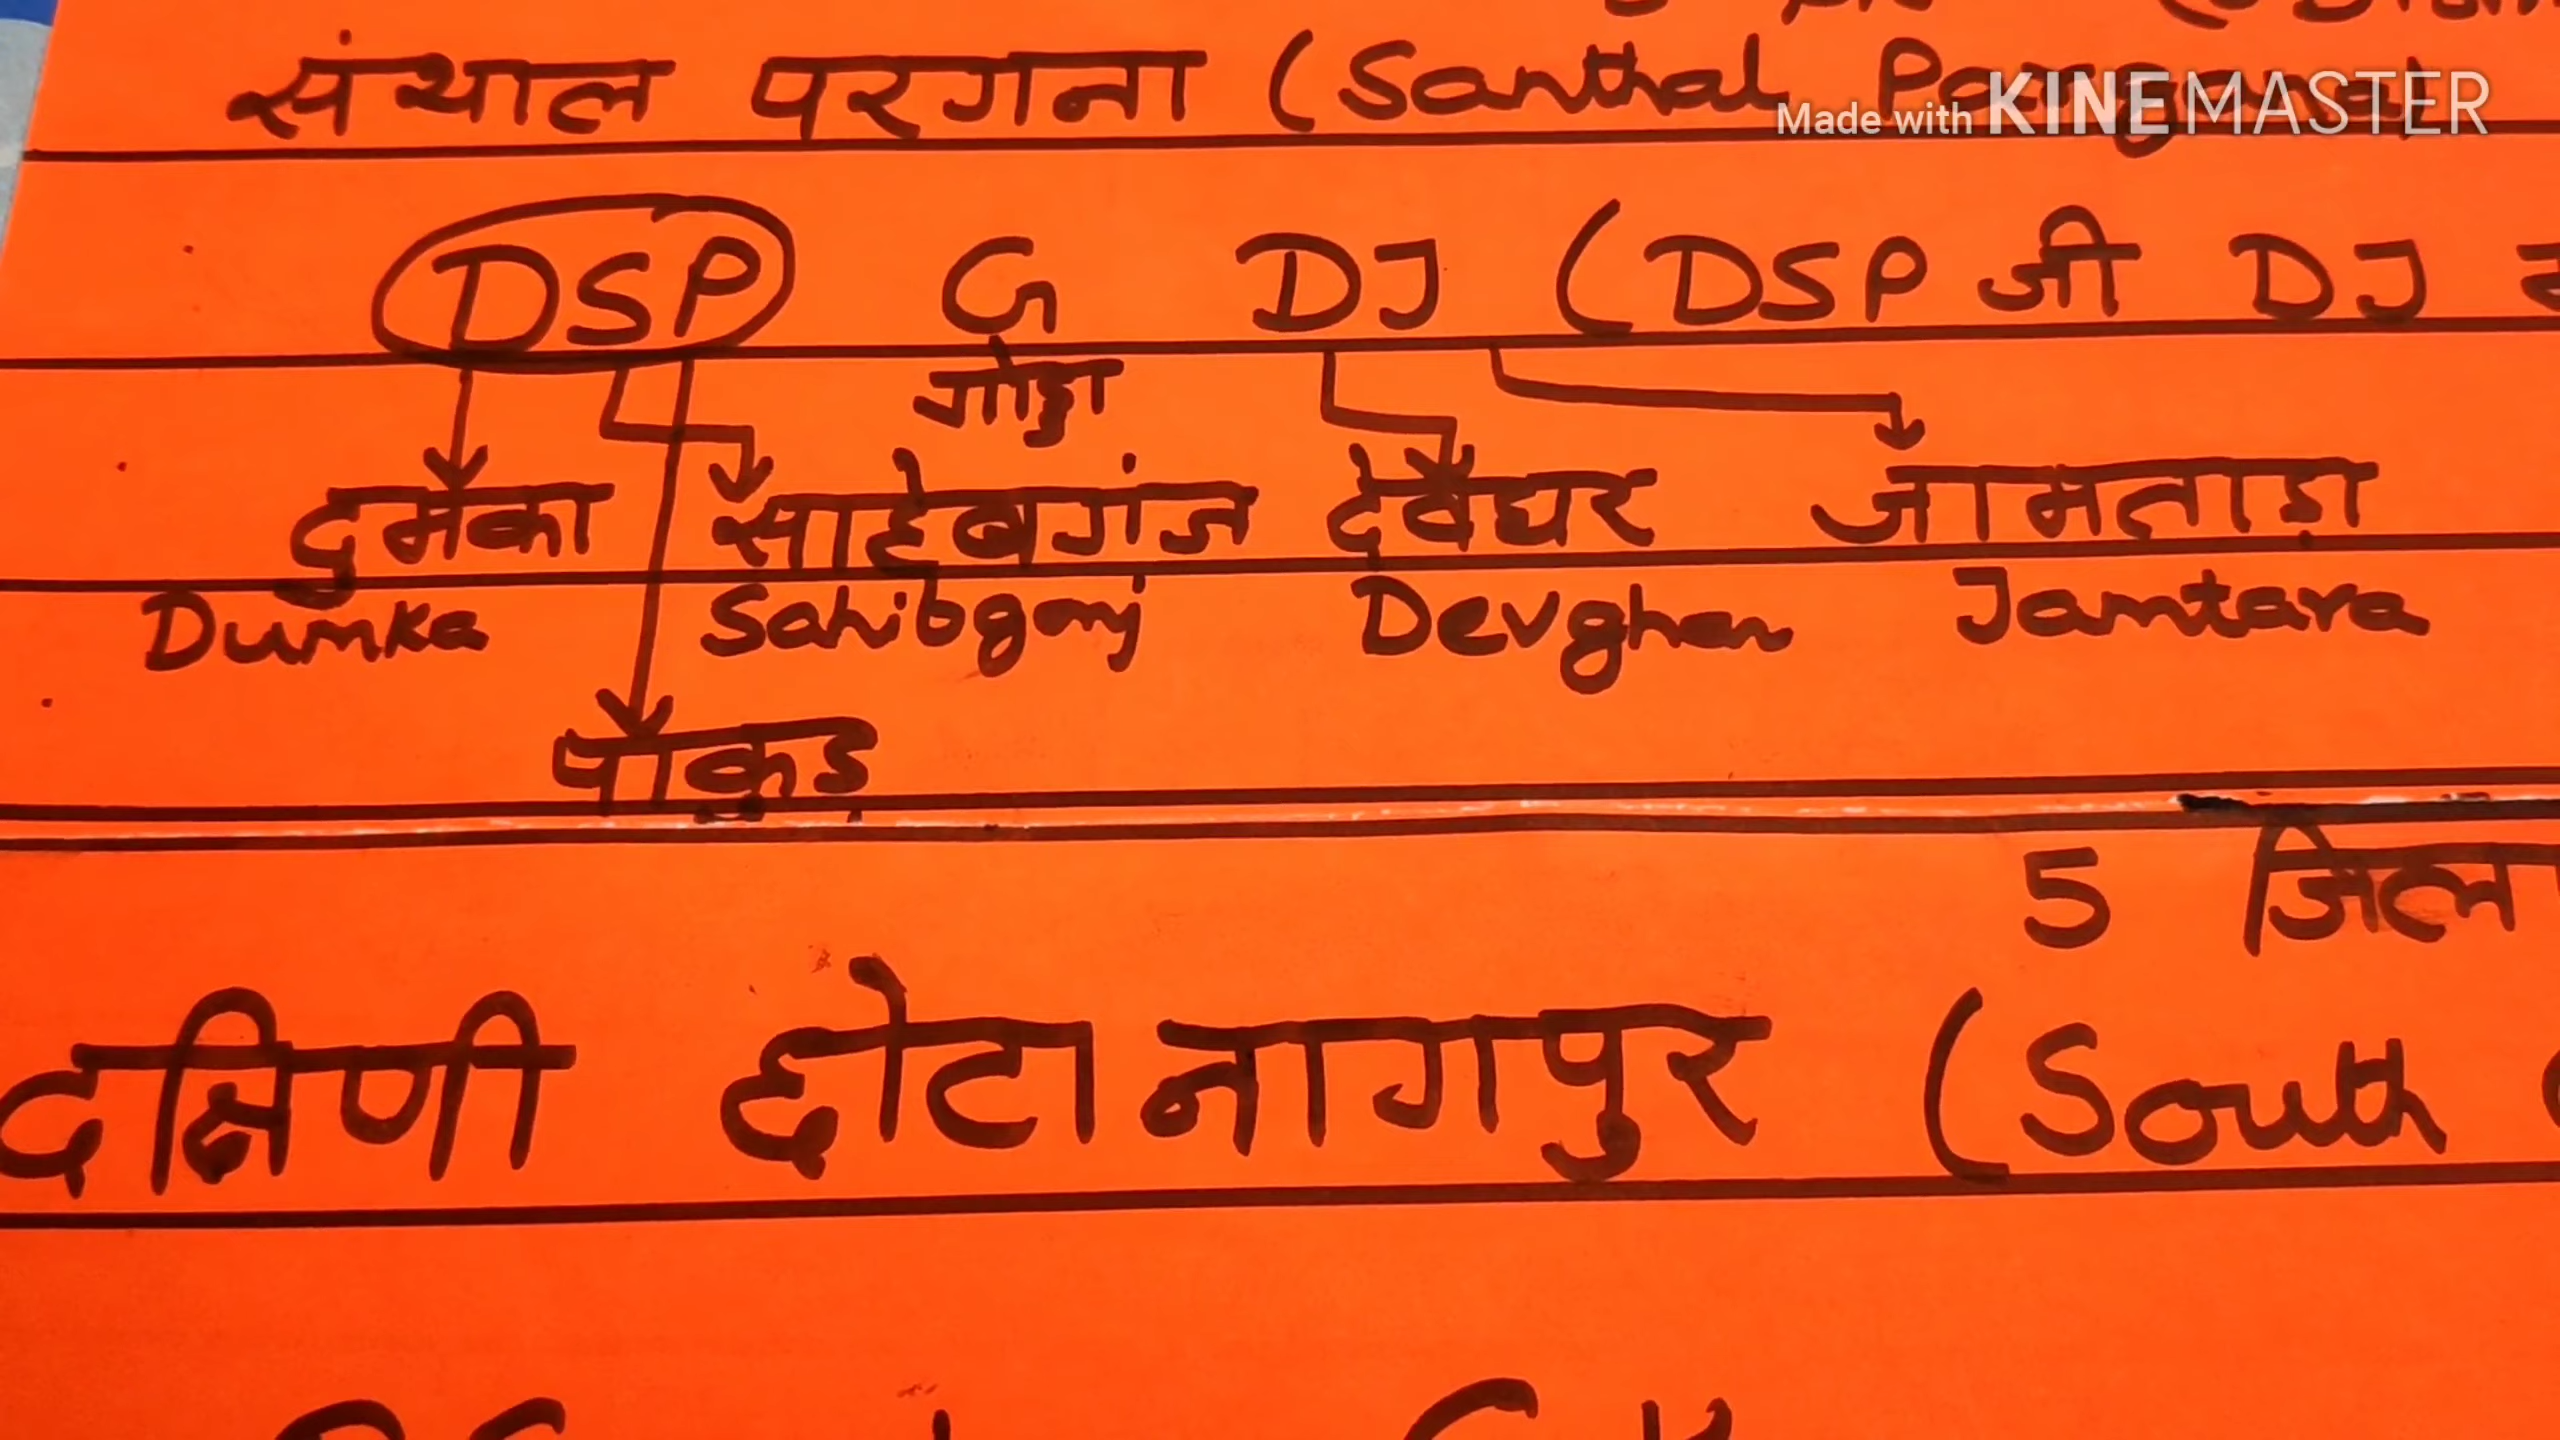 संथाल परगना (Santhal Pargana)
Made with KINEMASTER
DSP G DJ (DSP जी DJ
गोड्डा
दुमका साहेबगंज देवघर जामताड़ा
Dumka Sahibganj Devghar Jamtara
पाकुड़
5 जिला
दक्षिणी छोटानागपुर (South